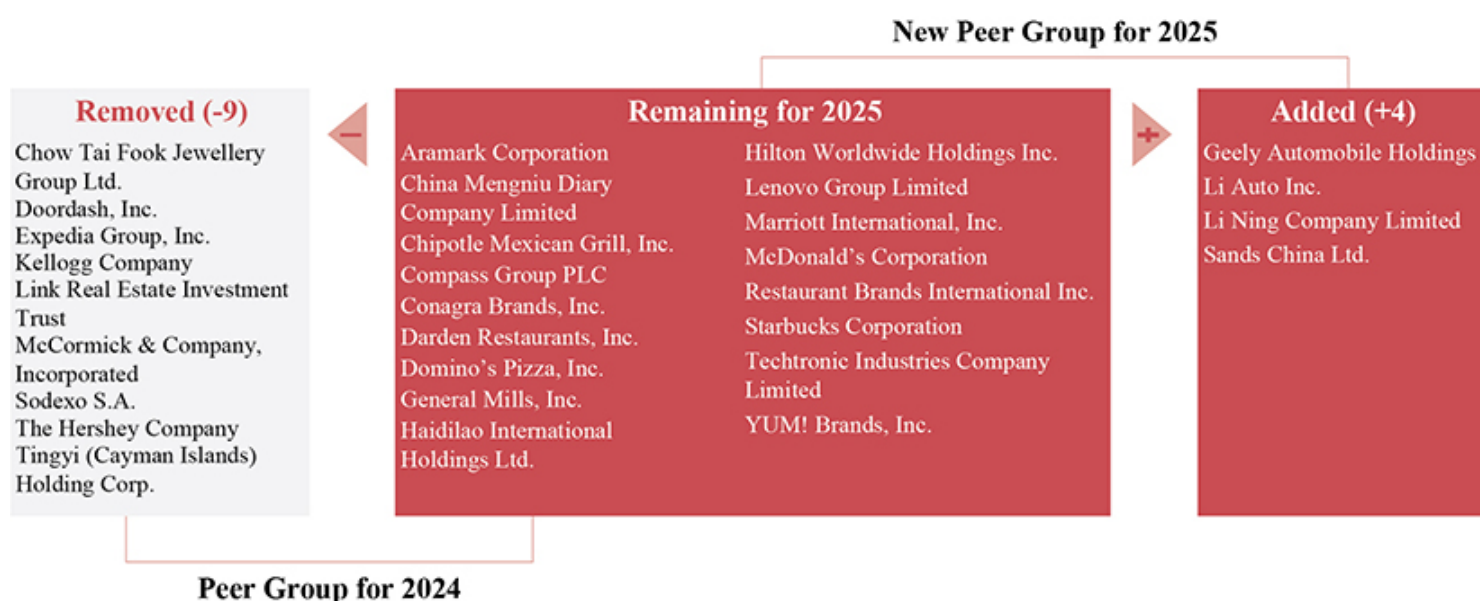 New Peer Group for 2025
Removed (-9)
Chow Tai Fook Jewellery
Group Ltd.
Doordash, Inc.
Expedia Group, Inc.
Kellogg Company
Link Real Estate Investment
Trust
McCormick & Company,
Incorporated
Sodexo S.A.
The Hershey Company
Tingyi (Cayman Islands)
Holding Corp.
−
Remaining for 2025
Aramark Corporation
China Mengniu Diary
Company Limited
Chipotle Mexican Grill, Inc.
Compass Group PLC
Conagra Brands, Inc.
Darden Restaurants, Inc.
Domino’s Pizza, Inc.
General Mills, Inc.
Haidilao International
Holdings Ltd.
Hilton Worldwide Holdings Inc.
Lenovo Group Limited
Marriott International, Inc.
McDonald’s Corporation
Restaurant Brands International Inc.
Starbucks Corporation
Techtronic Industries Company
Limited
YUM! Brands, Inc.
+
Added (+4)
Geely Automobile Holdings
Li Auto Inc.
Li Ning Company Limited
Sands China Ltd.
Peer Group for 2024